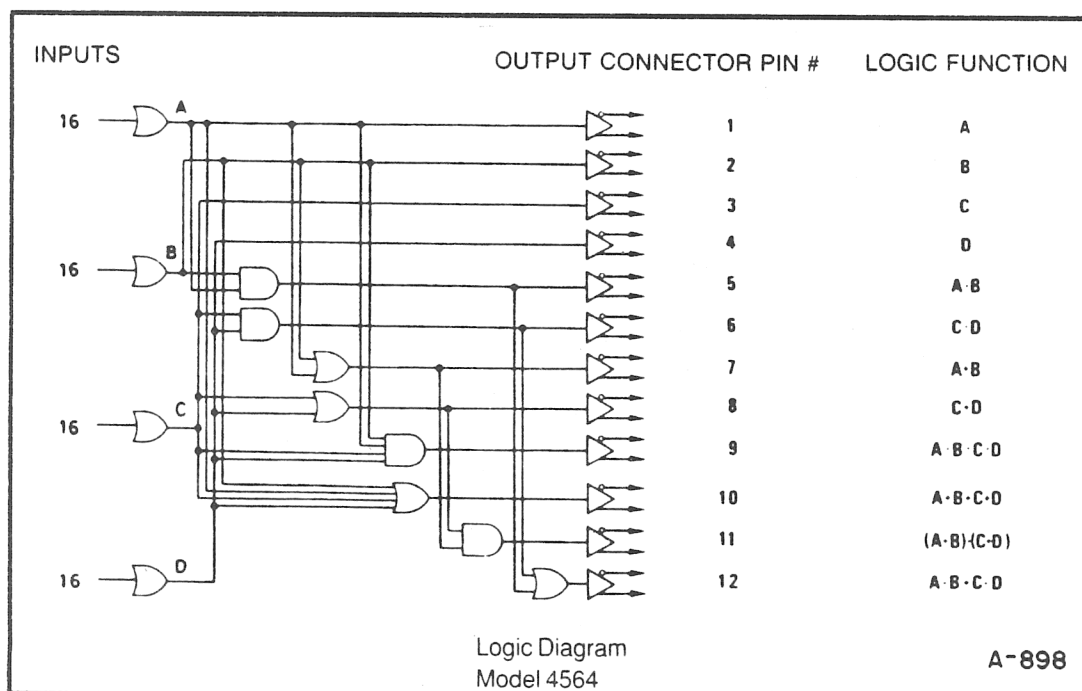 INPUTS
OUTPUT CONNECTOR PIN # LOGIC FUNCTION
16 A 1 A
2 B
3 C
4 D
16 B 5 A·B
6 C·D
7 A+B
16 C 8 C+D
9 A·B·C·D
10 A+B+C+D
11 (A+B)·(C+D)
16 D 12 A·B+C·D
Logic Diagram
Model 4564
A-898